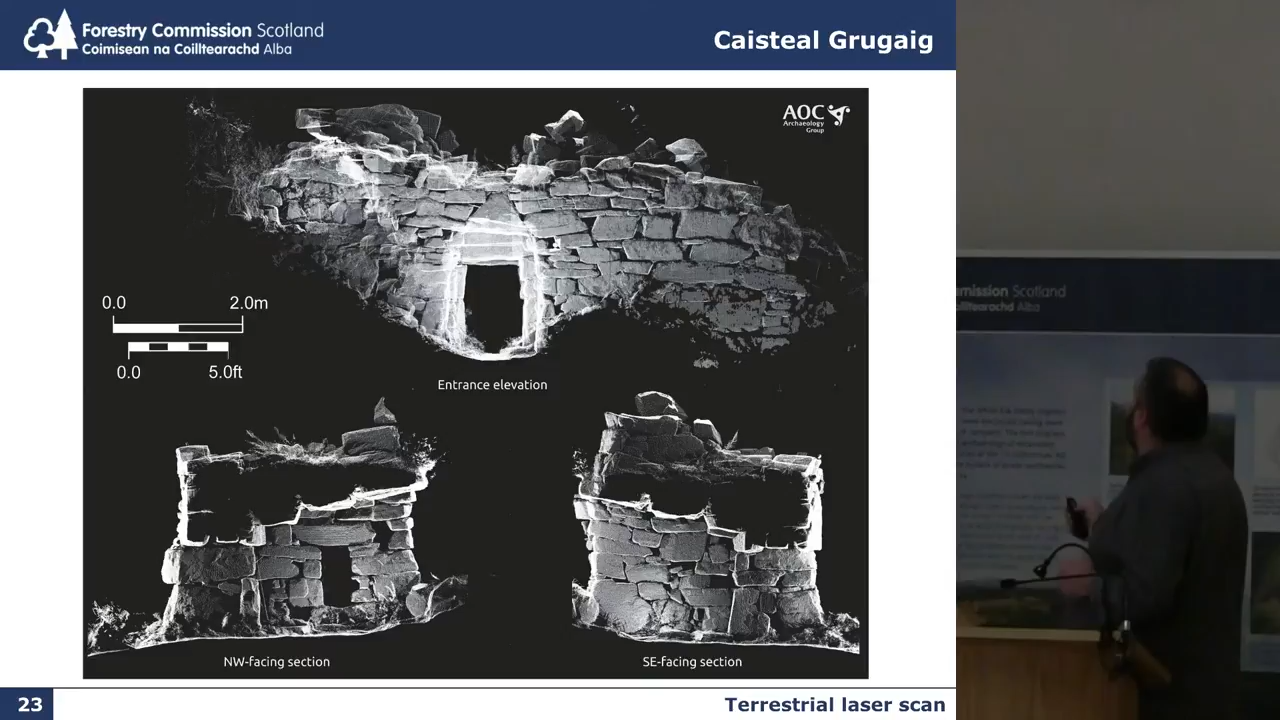 Forestry Commission Scotland
Coimisean na Coilltearachd Alba
Caisteal Grugaig
AOC
Archaeology
Group
0.0 2.0m
0.0 5.0ft
Entrance elevation
NW-facing section
SE-facing section
23
Terrestrial laser scan
mmission Scotland
oilltearachd Alba